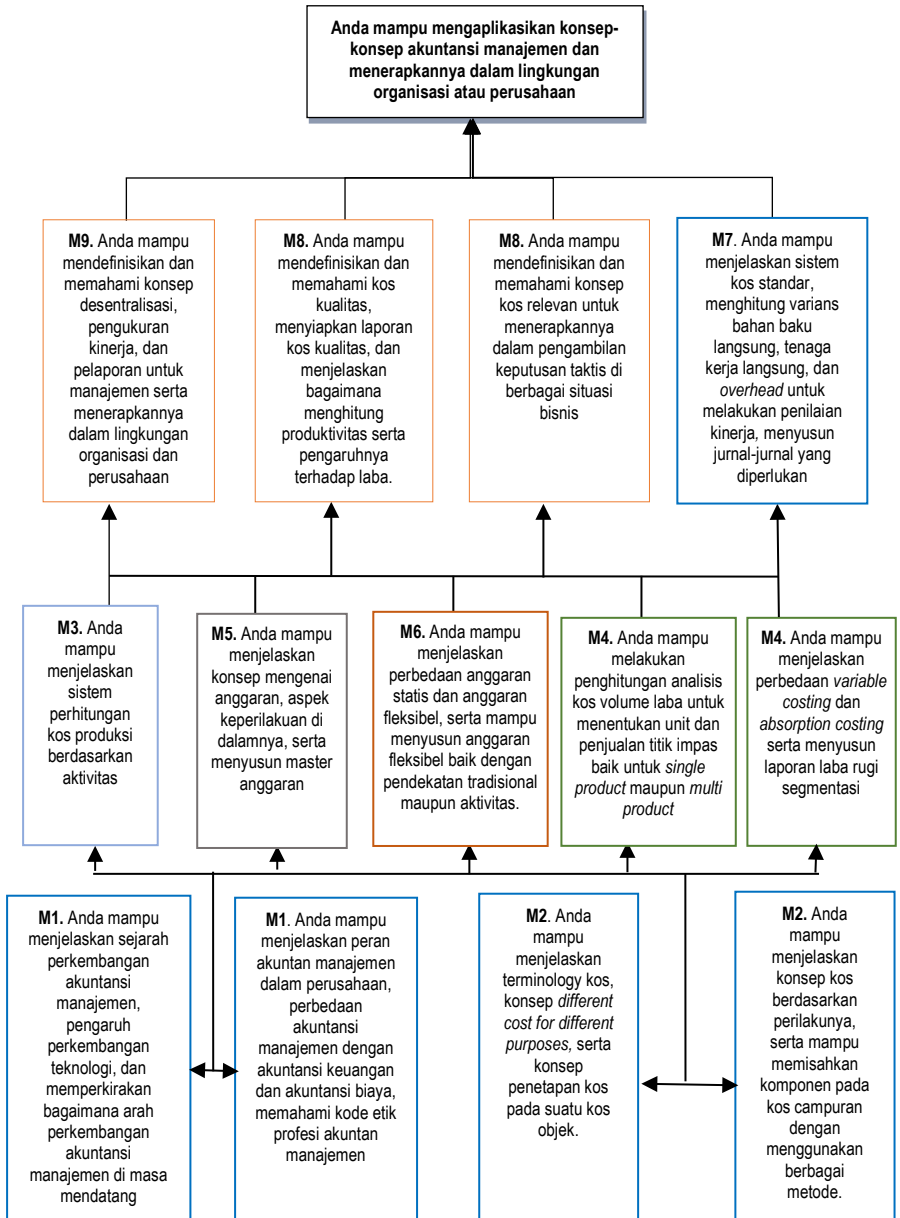 Anda mampu mengaplikasikan konsep-
konsep akuntansi manajemen dan
menerapkannya dalam lingkungan
organisasi atau perusahaan
M9. Anda mampu
mendefinisikan dan
memahami konsep
desentralisasi,
pengukuran
kinerja, dan
pelaporan untuk
manajemen serta
menerapkannya
dalam lingkungan
organisasi dan
perusahaan
M8. Anda mampu
mendefinisikan dan
memahami kos
kualitas,
menyiapkan laporan
kos kualitas, dan
menjelaskan
bagaimana
menghitung
produktivitas serta
pengaruhnya
terhadap laba.
M8. Anda mampu
mendefinisikan dan
memahami konsep
kos relevan untuk
menerapkannya
dalam pengambilan
keputusan taktis di
berbagai situasi
bisnis
M7. Anda mampu
menjelaskan sistem
kos standar,
menghitung varians
bahan baku
langsung, tenaga
kerja langsung, dan
overhead untuk
melakukan penilaian
kinerja, menyusun
jurnal-jurnal yang
diperlukan
M3. Anda
mampu
menjelaskan
sistem
perhitungan
kos produksi
berdasarkan
aktivitas
M5. Anda mampu
menjelaskan
konsep mengenai
anggaran, aspek
keperilakuan di
dalamnya, serta
menyusun master
anggaran
M6. Anda mampu
menjelaskan
perbedaan anggaran
statis dan anggaran
fleksibel, serta mampu
menyusun anggaran
fleksibel baik dengan
pendekatan tradisional
maupun aktivitas.
M4. Anda mampu
melakukan
penghitungan analisis
kos volume laba untuk
menentukan unit dan
penjualan titik impas
baik untuk single
product maupun multi
product
M4. Anda mampu
menjelaskan
perbedaan variable
costing dan
absorption costing
serta menyusun
laporan laba rugi
segmentasi
M1. Anda mampu
menjelaskan sejarah
perkembangan
akuntansi
manajemen,
pengaruh
perkembangan
teknologi, dan
memperkirakan
bagaimana arah
perkembangan
akuntansi
manajemen di masa
mendatang
M1. Anda mampu
menjelaskan peran
akuntan manajemen
dalam perusahaan,
perbedaan
akuntansi
manajemen dengan
akuntansi keuangan
dan akuntansi biaya,
memahami kode etik
profesi akuntan
manajemen
M2. Anda
mampu
menjelaskan
terminology kos,
konsep different
cost for different
purposes, serta
konsep
penetapan kos
pada suatu kos
objek.
M2. Anda
mampu
menjelaskan
konsep kos
berdasarkan
perilakunya,
serta mampu
memisahkan
komponen pada
kos campuran
dengan
menggunakan
berbagai
metode.